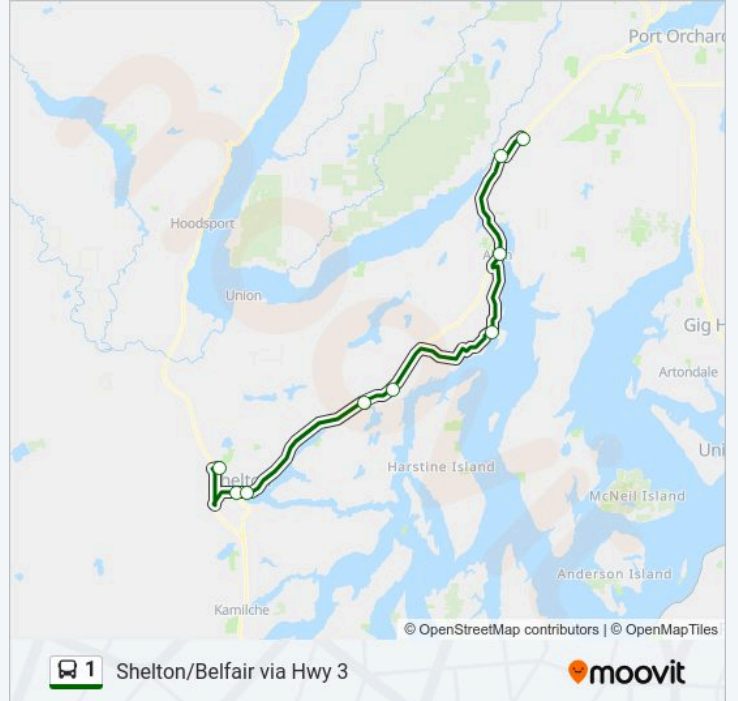 Port Orchard
Hoodsport
Union
Gig H
Artondale
Uni
Harstine Island
McNeil Island
Anderson Island
Kamilche
© OpenStreetMap contributors | © OpenMapTiles
1 Shelton/Belfair via Hwy 3
moovit